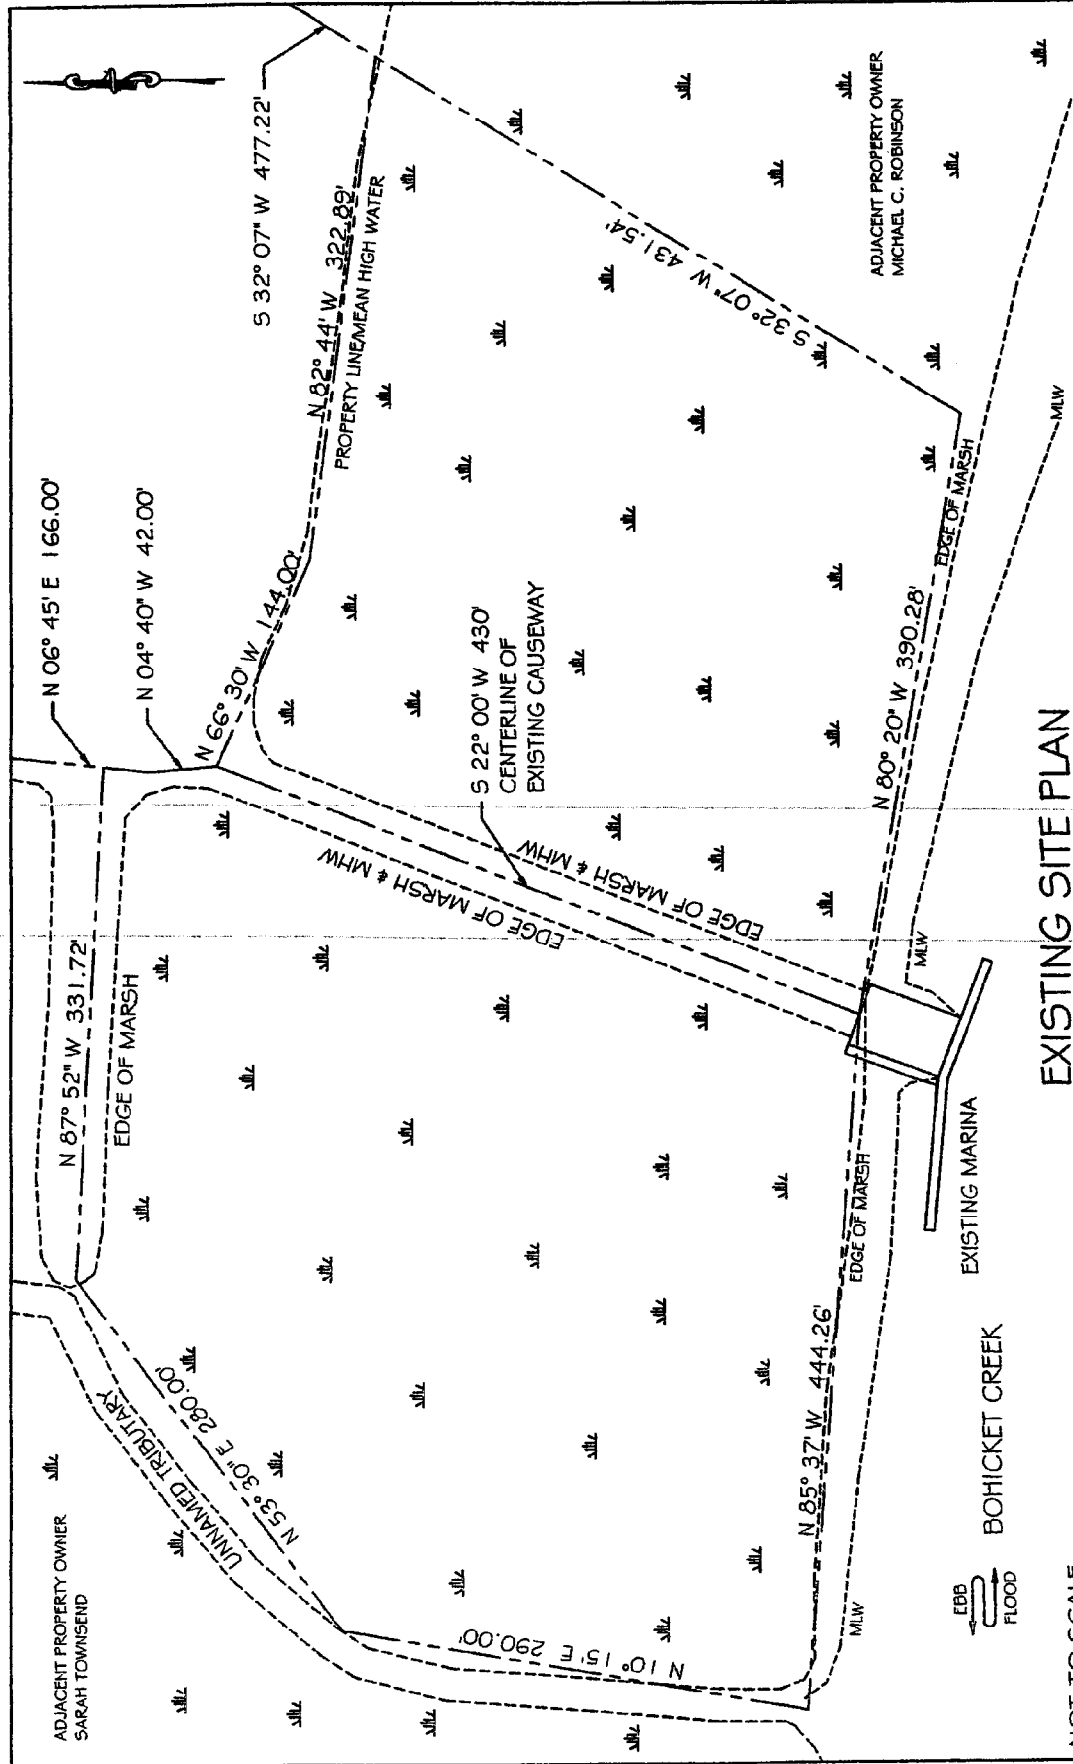 ADJACENT PROPERTY OWNER
SARAH TOWNSEND
UNNAMED TRIBUTARY
N 53° 30" E 280.00'
N 10° 15' E 290.00'
N 87° 52" W 331.72'
EDGE OF MARSH
N 06° 45' E 166.00'
N 04° 40" W 42.00'
N 66° 30' W 144.00'
S 32° 07" W 477.22'
N 82° 44' W 322.89'
PROPERTY LINE/MEAN HIGH WATER
S 22° 00' W 430'
CENTERLINE OF
EXISTING CAUSEWAY
EDGE OF MARSH & MHW
EDGE OF MARSH & MHW
S 32° 07" W 431.54'
ADJACENT PROPERTY OWNER
MICHAEL C. ROBINSON
N 85° 37' W 444.26'
EDGE OF MARSH
N 80° 20" W 390.28'
EDGE OF MARSH
MLW
MLW
MLW
EXISTING MARINA
EBB
FLOOD
BOHICKET CREEK
EXISTING SITE PLAN
NOT TO SCALE